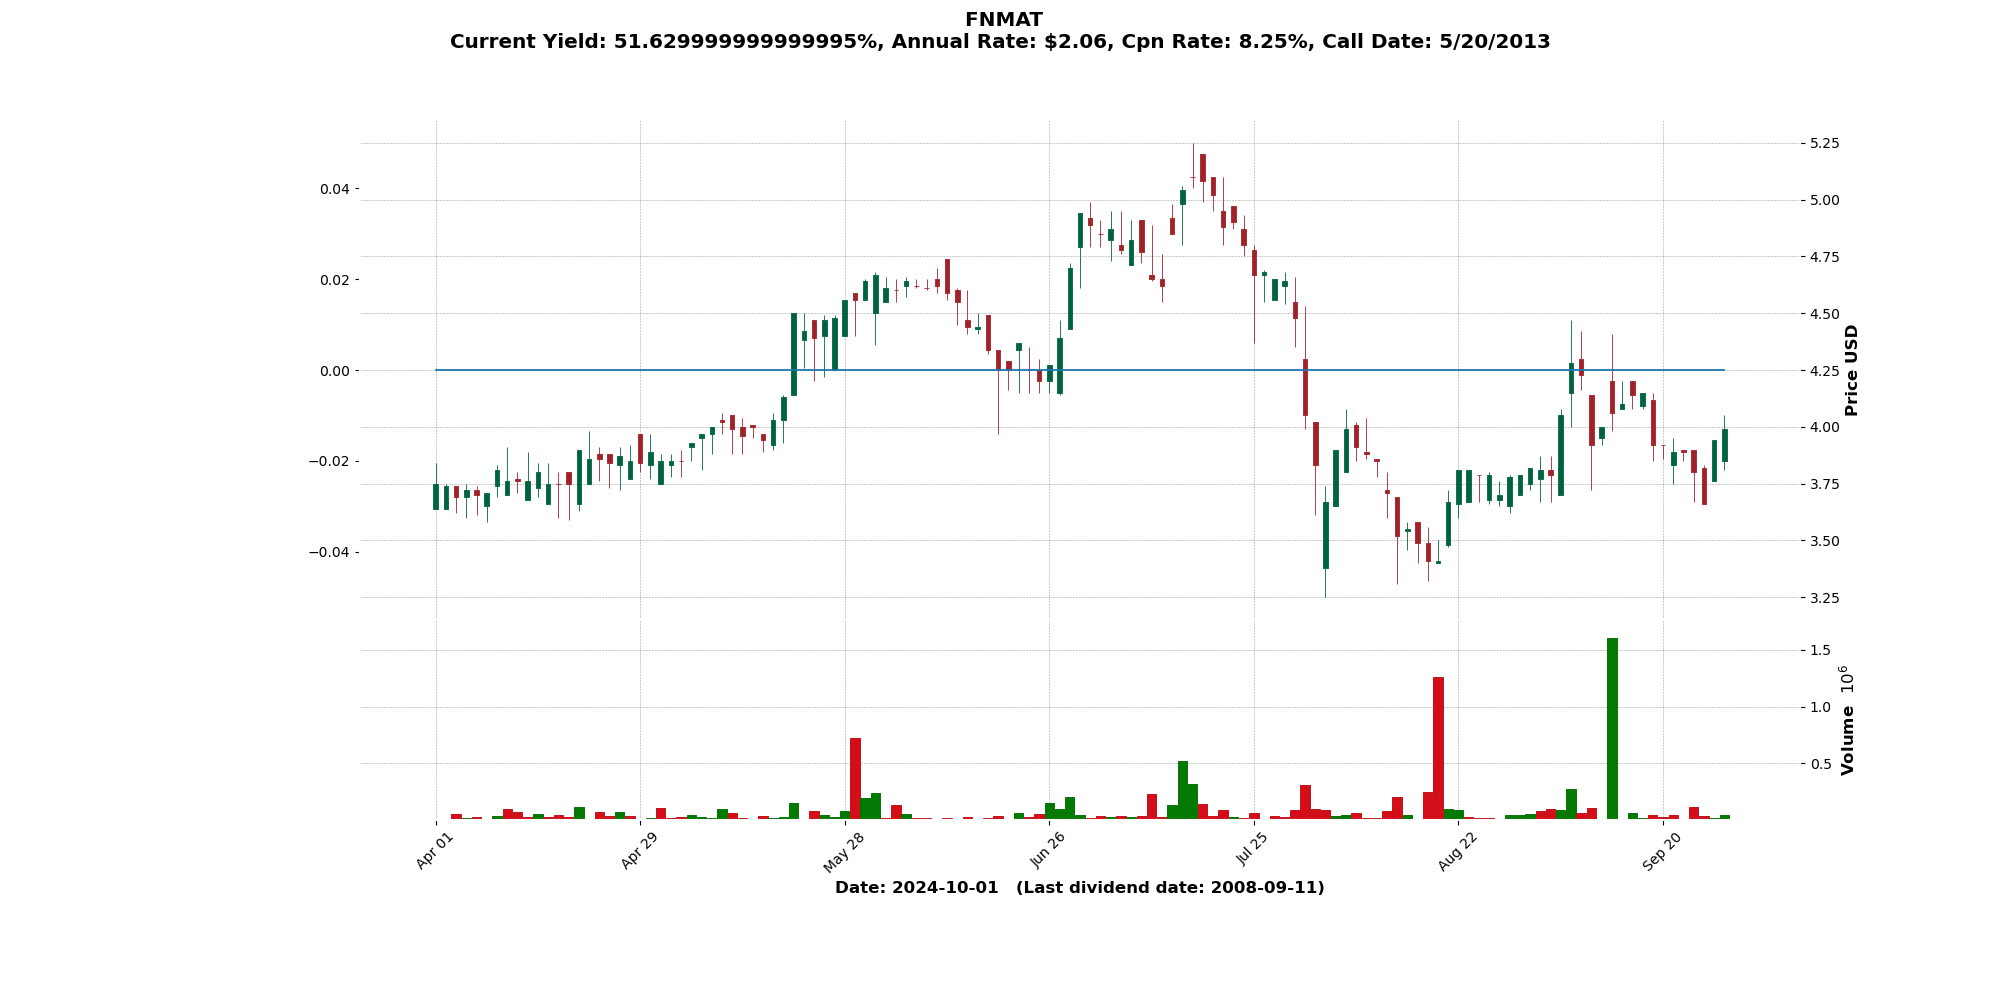 FNMAT
Current Yield: 51.629999999999995%, Annual Rate: $2.06, Cpn Rate: 8.25%, Call Date: 5/20/2013
0.04
0.02
0.00
−0.02
−0.04
5.25
5.00
4.75
4.50
4.25
4.00
3.75
3.50
3.25
Price USD
1.5
1.0
0.5
Volume 10^6
Apr 01
Apr 29
May 28
Jun 26
Jul 25
Aug 22
Sep 20
Date: 2024-10-01 (Last dividend date: 2008-09-11)